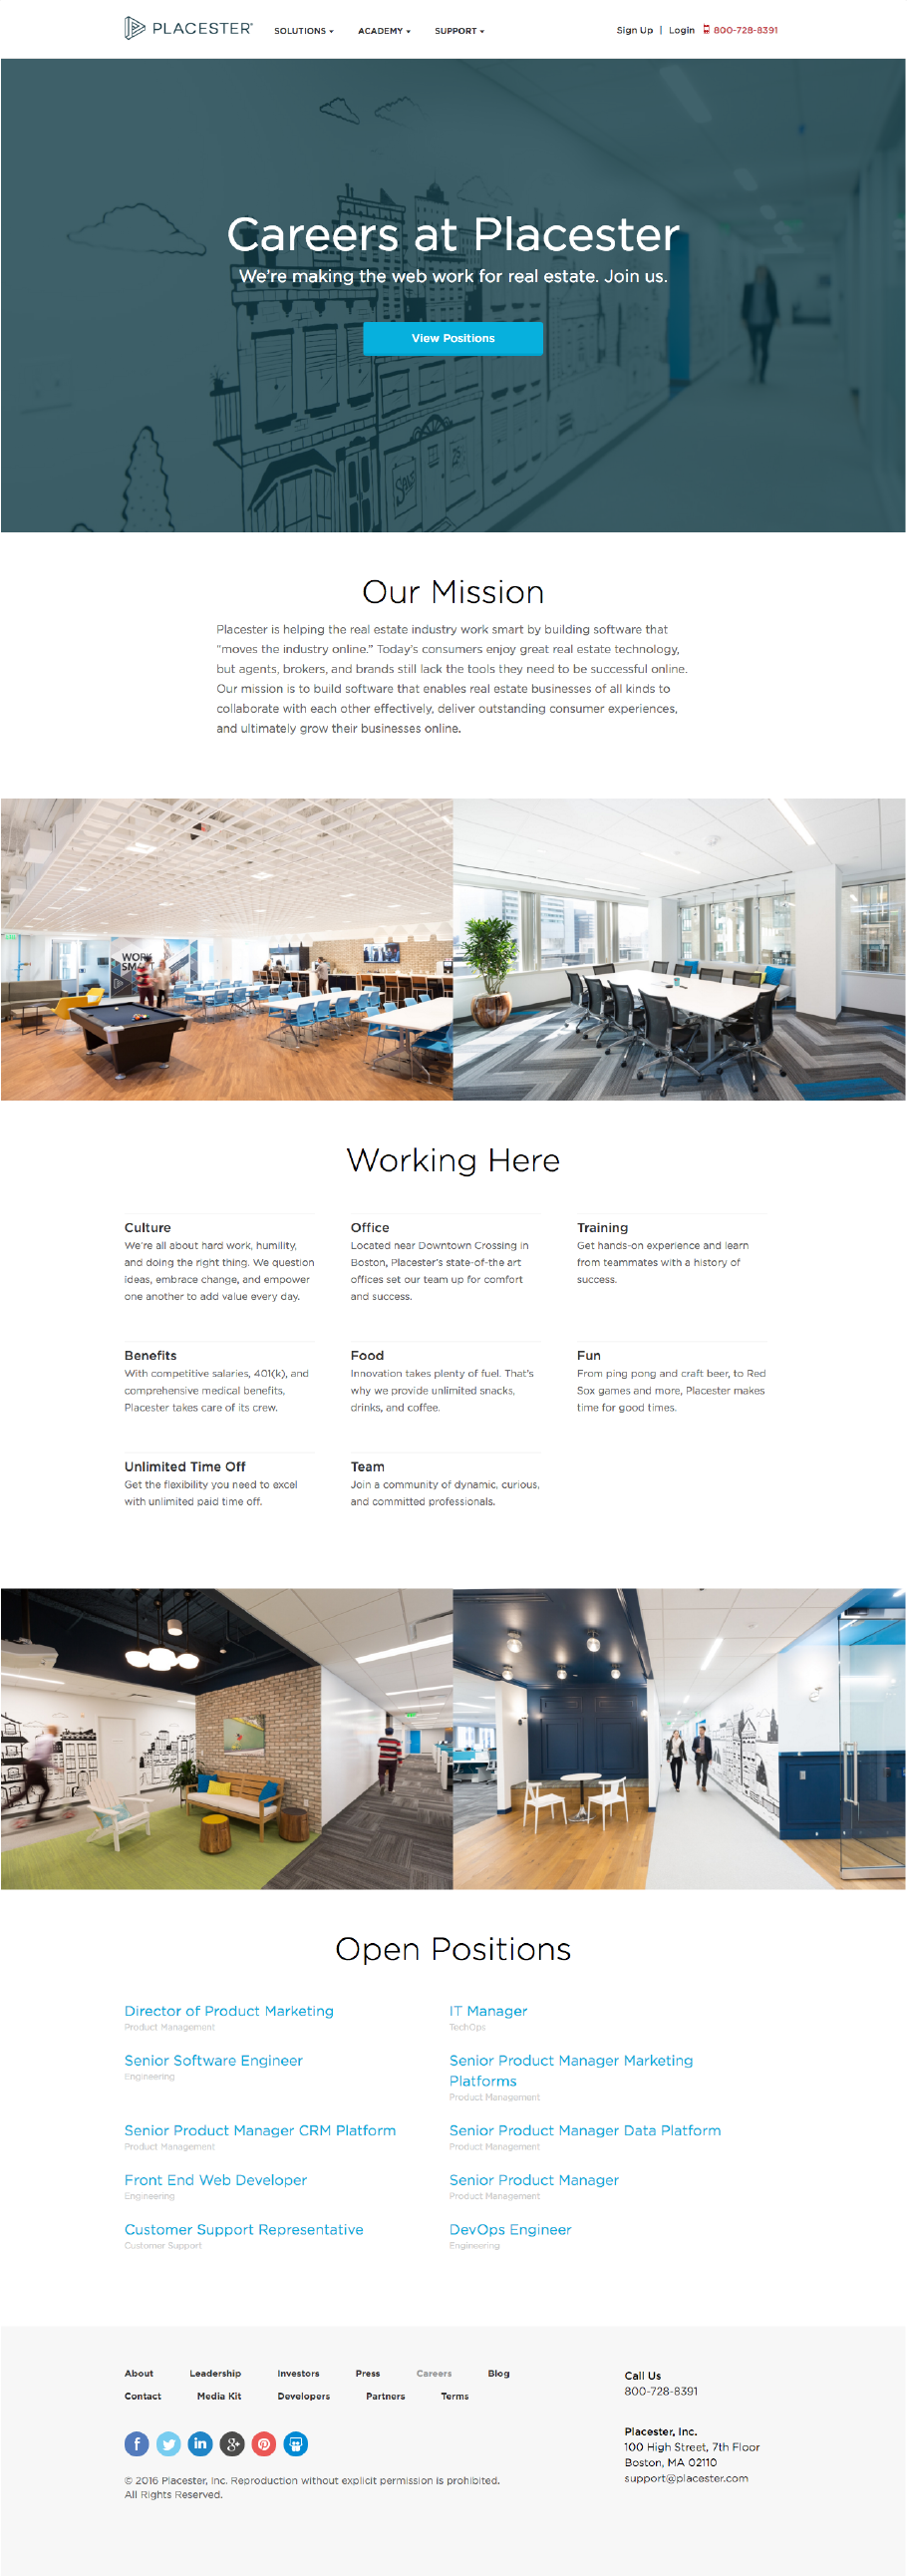 PLACESTER
SOLUTIONS ACADEMY SUPPORT
Sign Up | Login 800-728-8391
Careers at Placester
We're making the web work for real estate. Join us.
View Positions
Our Mission
Placester is helping the real estate industry work smart by building software that
"moves the industry online." Today's consumers enjoy great real estate technology,
but agents, brokers, and brands still lack the tools they need to be successful online.
Our mission is to build software that enables real estate businesses of all kinds to
collaborate with each other effectively, deliver outstanding consumer experiences,
and ultimately grow their businesses online.
Working Here
Culture
We're all about hard work, humility,
and doing the right thing. We question
ideas, embrace change, and empower
one another to add value every day.
Office
Located near Downtown Crossing in
Boston, Placester's state-of-the art
offices set our team up for comfort
and success.
Training
Get hands-on experience and learn
from teammates with a history of
success.
Benefits
With competitive salaries, 401(k), and
comprehensive medical benefits,
Placester takes care of its crew.
Food
Innovation takes plenty of fuel. That's
why we provide unlimited snacks,
drinks, and coffee.
Fun
From ping pong and craft beer, to Red
Sox games and more, Placester makes
time for good times.
Unlimited Time Off
Get the flexibility you need to excel
with unlimited paid time off.
Team
Join a community of dynamic, curious,
and committed professionals.
Open Positions
Director of Product Marketing
Product Management
IT Manager
TechOps
Senior Software Engineer
Engineering
Senior Product Manager Marketing
Platforms
Product Management
Senior Product Manager CRM Platform
Product Management
Senior Product Manager Data Platform
Product Management
Front End Web Developer
Engineering
Senior Product Manager
Product Management
Customer Support Representative
Customer Support
DevOps Engineer
Engineering
About Leadership Investors Press Careers Blog
Contact Media Kit Developers Partners Terms
© 2016 Placester, Inc. Reproduction without explicit permission is prohibited.
All Rights Reserved.
Call Us
800-728-8391
Placester, Inc.
100 High Street, 7th Floor
Boston, MA 02110
support@placester.com